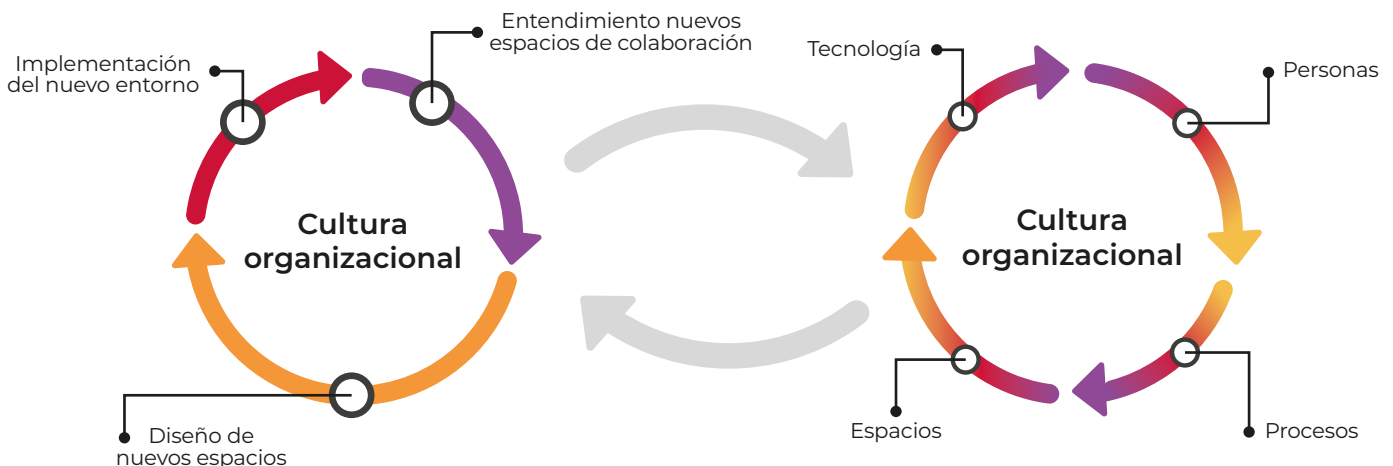 Entendimiento nuevos
espacios de colaboración
Implementación
del nuevo entorno
Cultura
organizacional
Diseño de
nuevos espacios
Tecnología
Personas
Cultura
organizacional
Espacios
Procesos